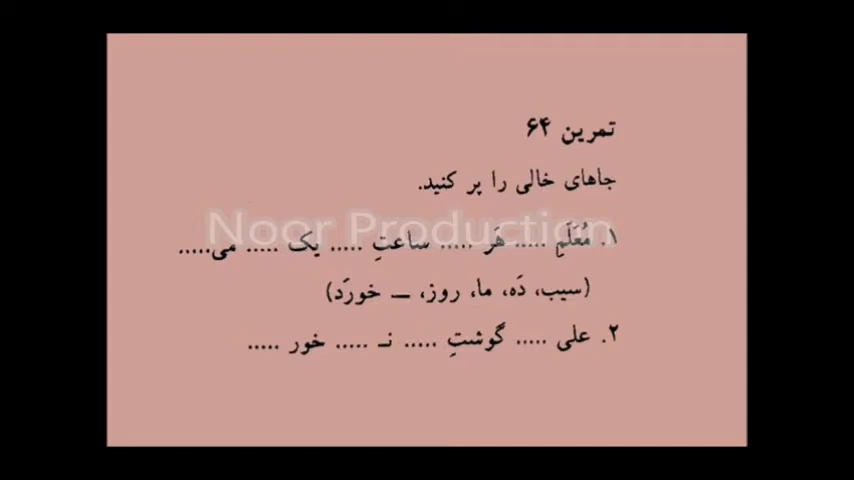 تمرین ۶۴
جاهای خالی را پر کنید.
Noor Production
۱. مُعَلِّمِ ..... هَر ..... ساعتِ ..... یک ..... می.....
(سیب، دَه، ما، روز، ــ خورَد)
۲. علی ..... گوشتِ ..... نـ ..... خور .....